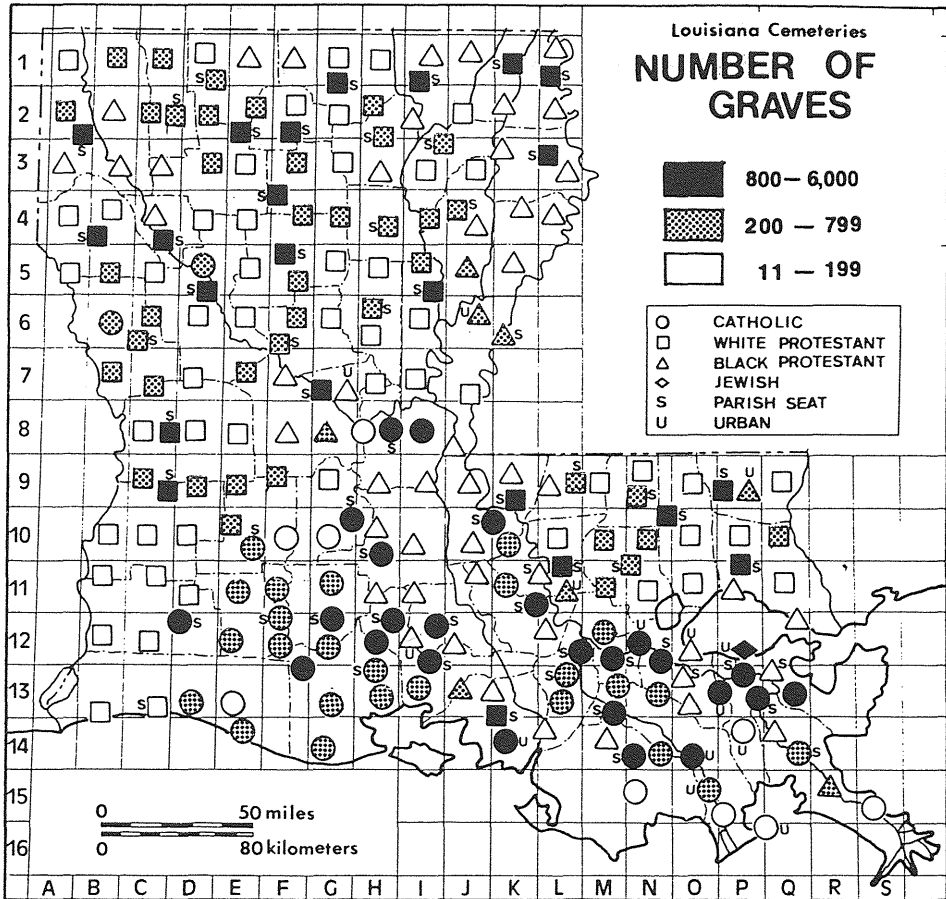 Louisiana Cemeteries
NUMBER OF
GRAVES
800 – 6,000
200 – 799
11 – 199
O CATHOLIC
□ WHITE PROTESTANT
△ BLACK PROTESTANT
◇ JEWISH
S PARISH SEAT
U URBAN
1
2
3
4
5
6
7
8
9
10
11
12
13
14
15
16
0 50 miles
0 80 kilometers
A B C D E F G H I J K L M N O P Q R S